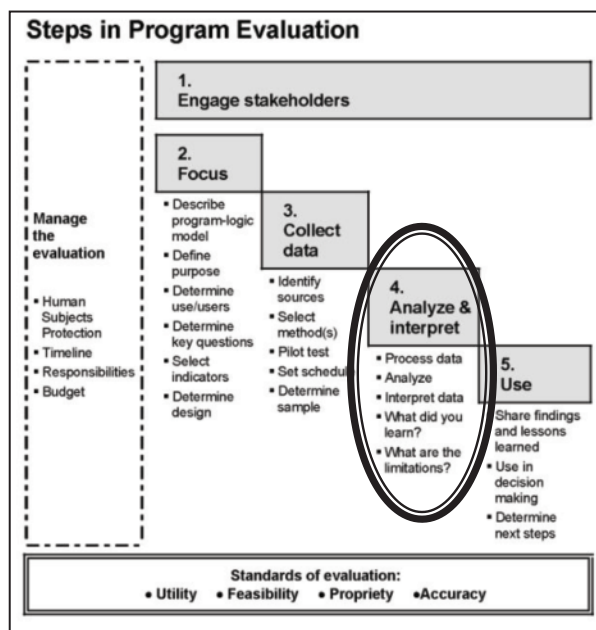 Steps in Program Evaluation
1.
Engage stakeholders
2.
Focus
▪ Describe
program-logic
model
▪ Define
purpose
▪ Determine
use/users
▪ Determine
key questions
▪ Select
indicators
▪ Determine
design
Manage
the
evaluation
▪ Human
Subjects
Protection
▪ Timeline
▪ Responsibilities
▪ Budget
3.
Collect
data
▪ Identify
sources
▪ Select
method(s)
▪ Pilot test
▪ Set schedule
▪ Determine
sample
4.
Analyze &
interpret
▪ Process data
▪ Analyze
▪ Interpret data
▪ What did you
learn?
▪ What are the
limitations?
5.
Use
Share findings
and lessons
learned
▪ Use in
decision
making
▪ Determine
next steps
Standards of evaluation:
● Utility ● Feasibility ● Propriety ●Accuracy